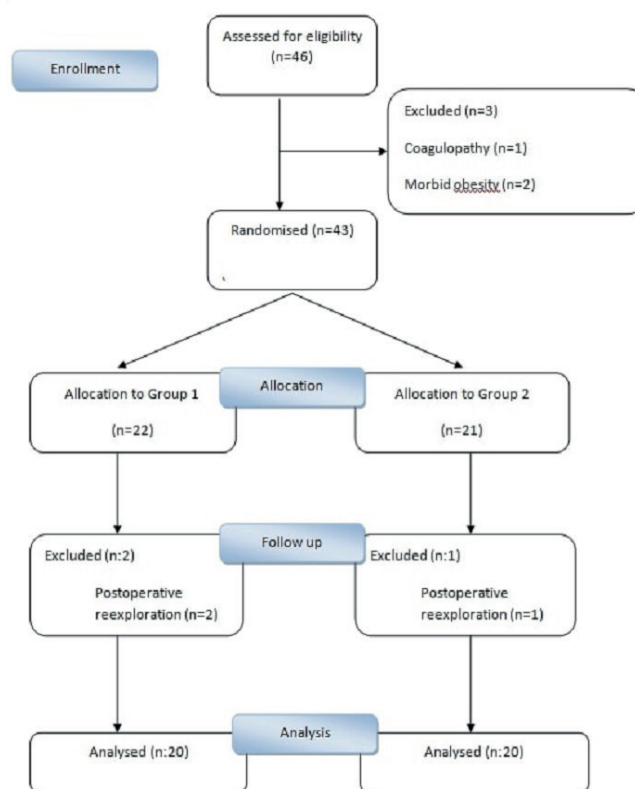 Assessed for eligibility
(n=46)
Enrollment
Excluded (n=3)
Coagulopathy (n=1)
Morbid obesity (n=2)
Randomised (n=43)
Allocation
Allocation to Group 1
(n=22)
Allocation to Group 2
(n=21)
Follow up
Excluded (n:2)
Postoperative
reexploration (n=2)
Excluded (n:1)
Postoperative
reexploration (n=1)
Analysis
Analysed (n:20)
Analysed (n:20)